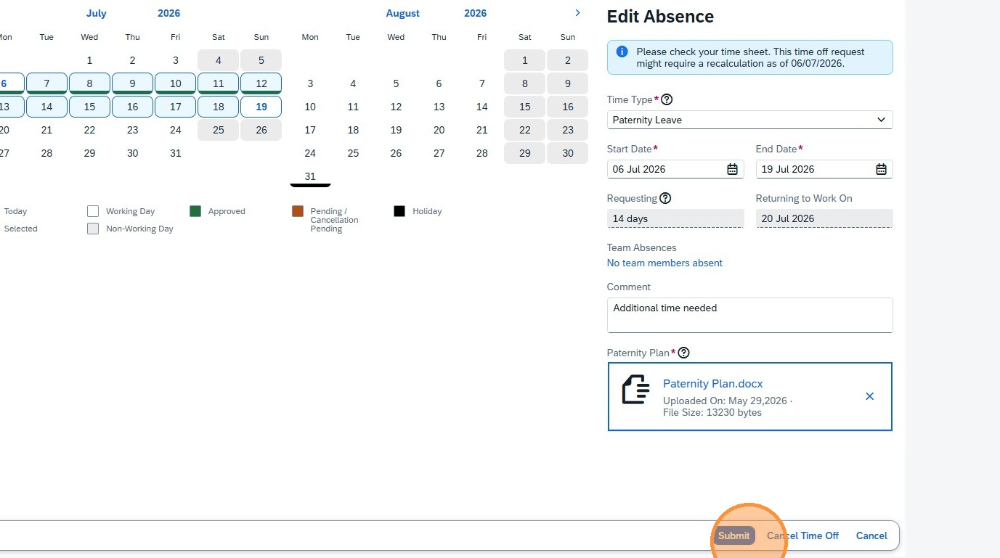 July 2026
August 2026
Mon Tue Wed Thu Fri Sat Sun
Mon Tue Wed Thu Fri Sat Sun
1 2 3 4 5
1 2
6 7 8 9 10 11 12
3 4 5 6 7 8 9
13 14 15 16 17 18 19
10 11 12 13 14 15 16
20 21 22 23 24 25 26
17 18 19 20 21 22 23
27 28 29 30 31
24 25 26 27 28 29 30
31
Today
Working Day
Approved
Pending /
Cancellation
Pending
Holiday
Selected
Non-Working Day
Edit Absence
Please check your time sheet. This time off request
might require a recalculation as of 06/07/2026.
Time Type*
Paternity Leave
Start Date*
End Date*
06 Jul 2026
19 Jul 2026
Requesting
Returning to Work On
14 days
20 Jul 2026
Team Absences
No team members absent
Comment
Additional time needed
Paternity Plan*
Paternity Plan.docx
Uploaded On: May 29,2026 ·
File Size: 13230 bytes
Submit
Cancel Time Off
Cancel